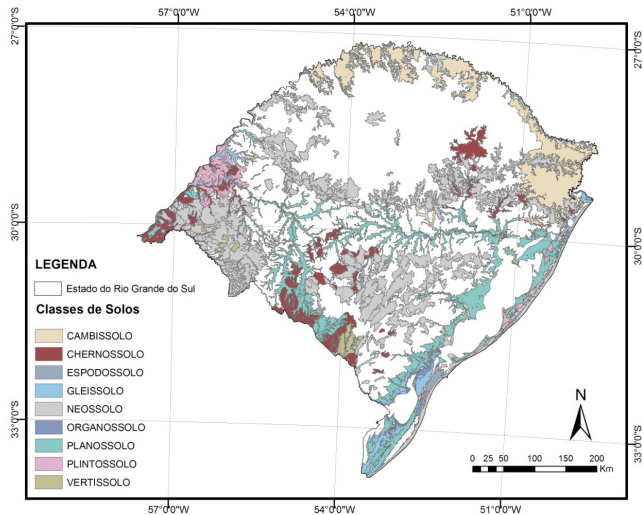 57°0'0"W 54°0'0"W 51°0'0"W
27°0'0"S 27°0'0"S
30°0'0"S 30°0'0"S
LEGENDA
Estado do Rio Grande do Sul
Classes de Solos
CAMBISSOLO
CHERNOSSOLO
ESPODOSSOLO
GLEISSOLO
NEOSSOLO
ORGANOSSOLO
PLANOSSOLO
PLINTOSSOLO
VERTISSOLO
N
33°0'0"S 33°0'0"S
0 25 50 100 150 200
Km
57°0'0"W 54°0'0"W 51°0'0"W